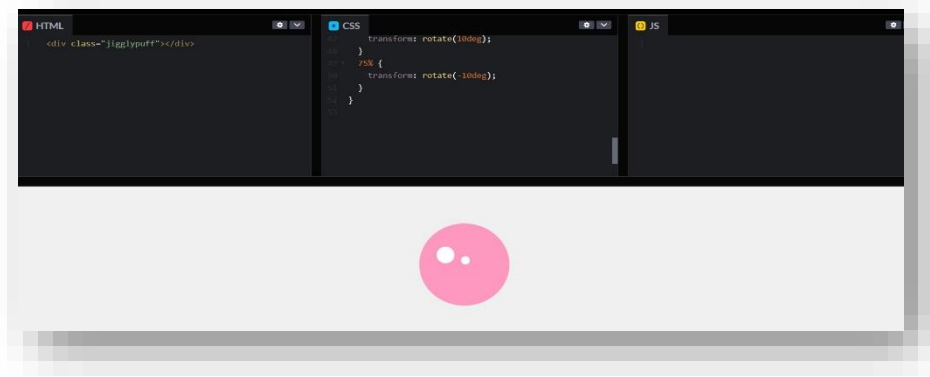 HTML
<div class="jigglypuff"></div>
CSS
transform: rotate(10deg);
}
75% {
transform: rotate(-10deg);
}
}
JS